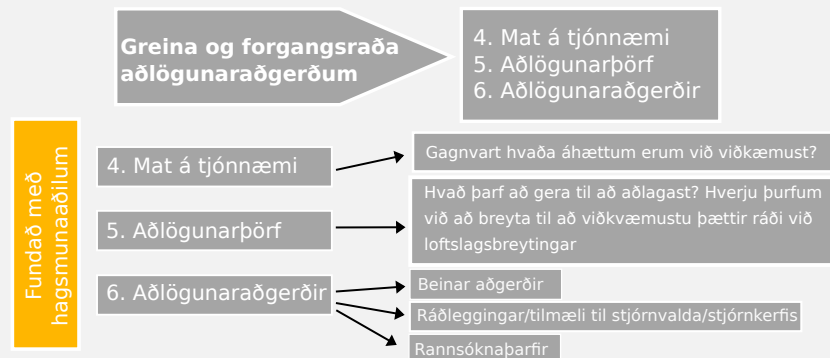 Greina og forgangsraða
aðlögunaraðgerðum
4. Mat á tjónnæmi
5. Aðlögunarþörf
6. Aðlögunaraðgerðir
Fundað með
hagsmunaaðilum
4. Mat á tjónnæmi
Gagnvart hvaða áhættum erum við viðkæmust?
5. Aðlögunarþörf
Hvað þarf að gera til að aðlagast? Hverju þurfum
við að breyta til að viðkvæmustu þættir ráði við
loftslagsbreytingar
6. Aðlögunaraðgerðir
Beinar aðgerðir
Ráðleggingar/tilmæli til stjórnvalda/stjórnkerfis
Rannsóknaþarfir